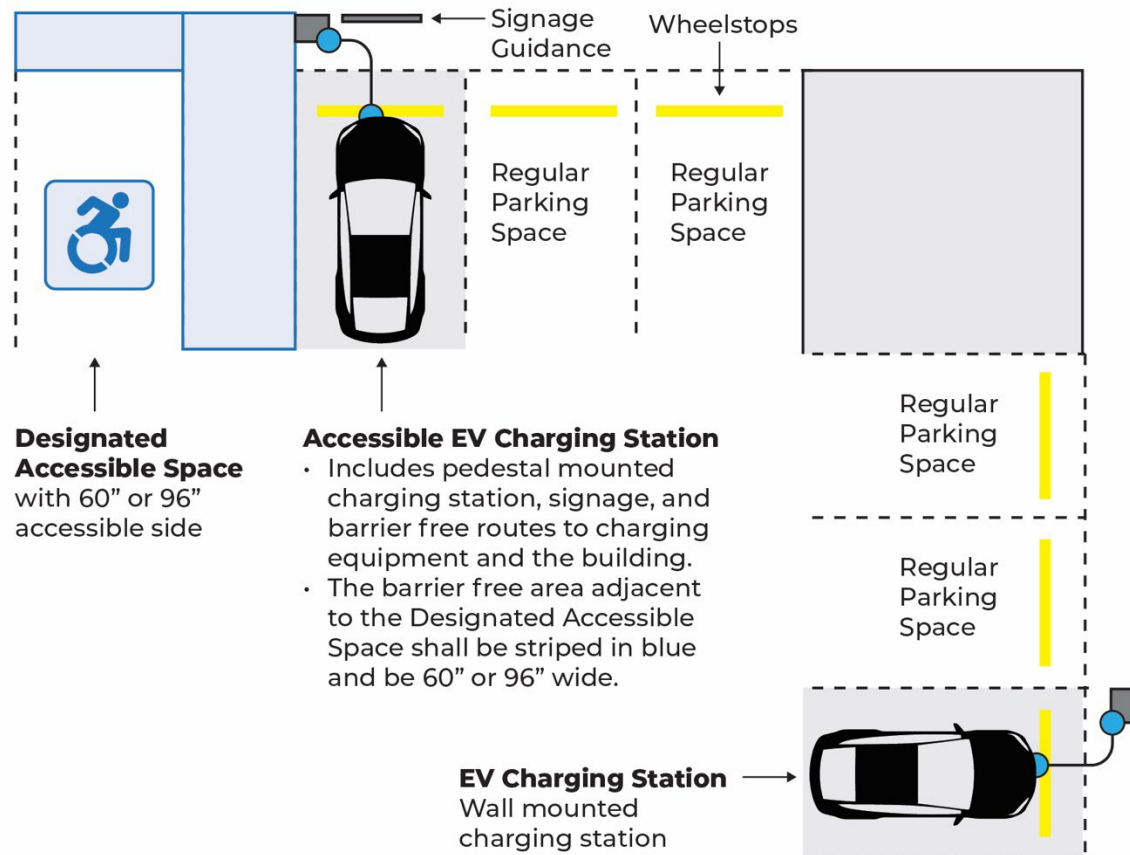 Signage
Guidance
Wheelstops
Regular
Parking
Space
Regular
Parking
Space
Designated
Accessible Space
with 60” or 96”
accessible side
Accessible EV Charging Station
• Includes pedestal mounted
charging station, signage, and
barrier free routes to charging
equipment and the building.
• The barrier free area adjacent
to the Designated Accessible
Space shall be striped in blue
and be 60” or 96” wide.
Regular
Parking
Space
Regular
Parking
Space
EV Charging Station
Wall mounted
charging station